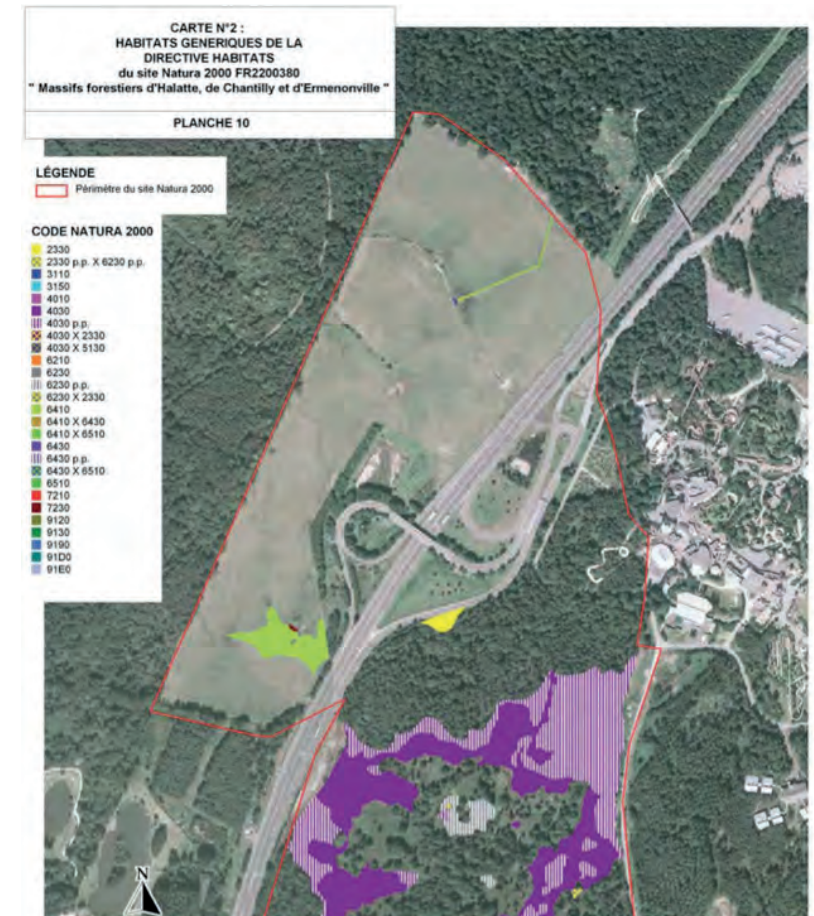 CARTE N°2 :
HABITATS GENERIQUES DE LA
DIRECTIVE HABITATS
du site Natura 2000 FR2200380
" Massifs forestiers d'Halatte, de Chantilly et d'Ermenonville "
PLANCHE 10
LÉGENDE
Périmètre du site Natura 2000
CODE NATURA 2000
2330
2330 p.p. X 6230 p.p.
3110
3150
4010
4030
4030 p.p.
4030 X 2330
4030 X 5130
6210
6230
6230 p.p.
6230 X 2330
6410
6410 X 6430
6410 X 6510
6430
6430 p.p.
6430 X 6510
6510
7210
7230
9120
9130
9190
91D0
91E0
N